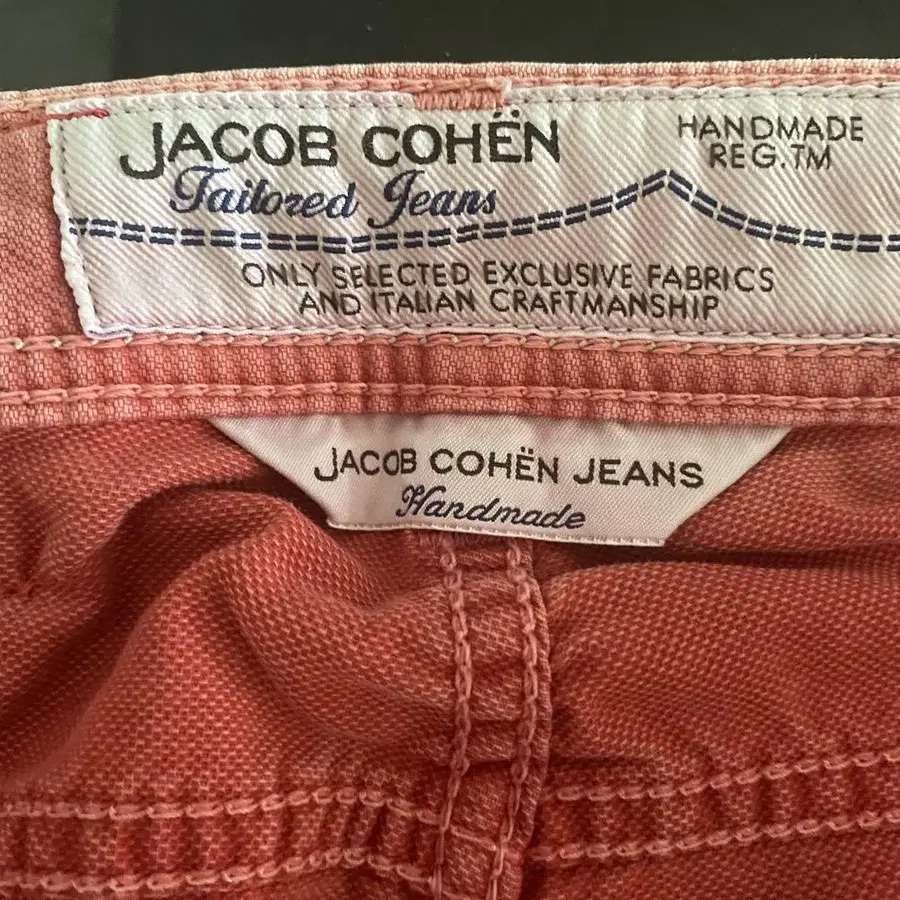 JACOB COHËN
HANDMADE
REG.TM
Tailored Jeans
ONLY SELECTED EXCLUSIVE FABRICS
AND ITALIAN CRAFTMANSHIP
JACOB COHËN JEANS
Handmade